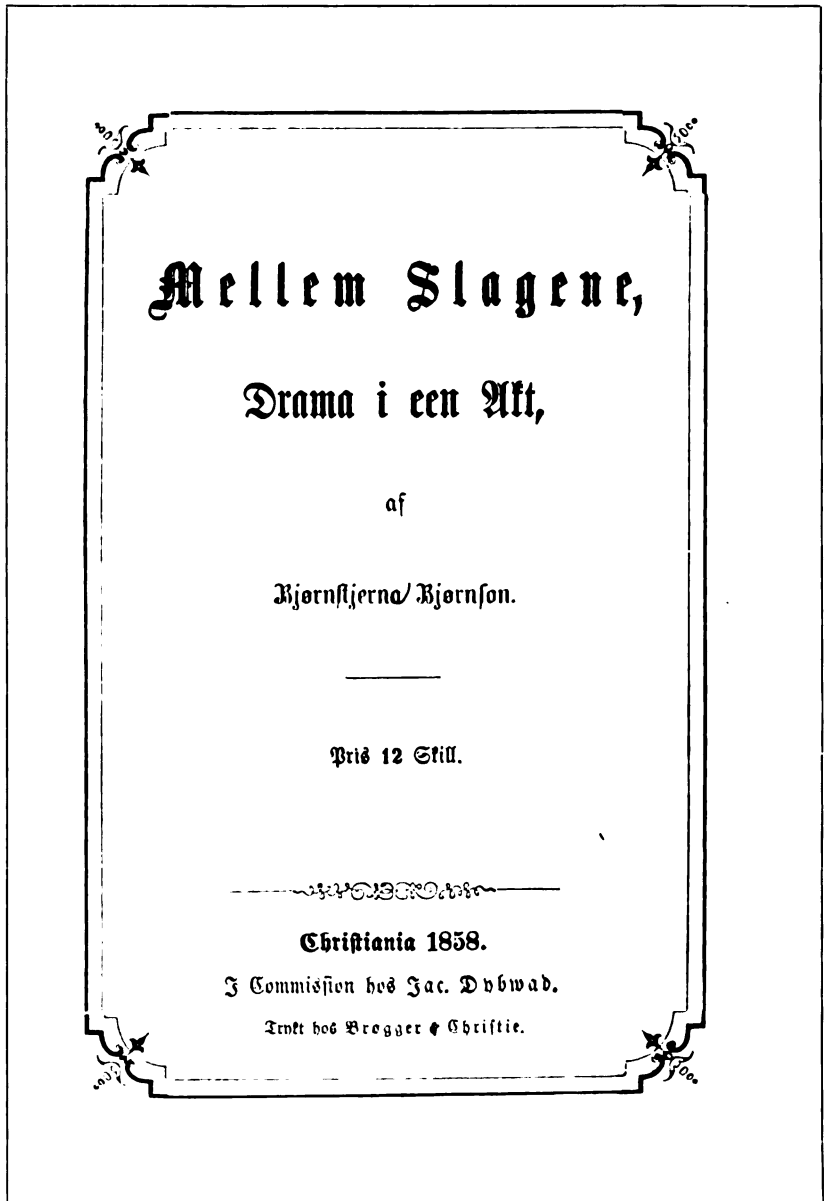 Mellem Slagene,
Drama i een Akt,
af
Bjørnstjerna Bjørnson.
Pris 12 Skill.
Christiania 1858.
I Commission hos Jac. Dybwad.
Trykt hos Brøgger & Christie.